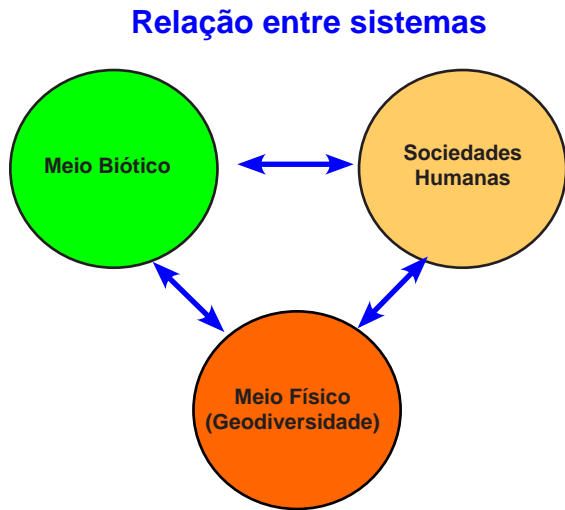 Relação entre sistemas
Meio Biótico
Sociedades
Humanas
Meio Físico
(Geodiversidade)